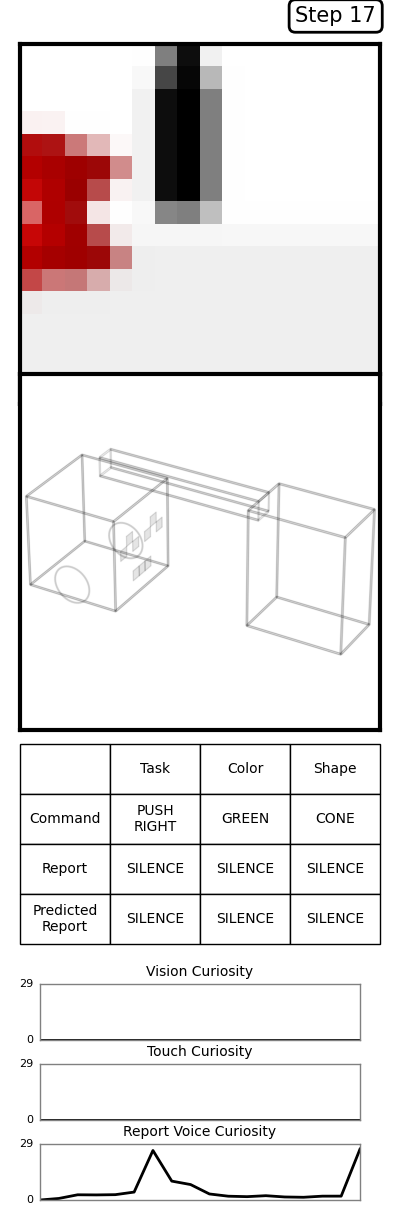 Step 17
Task Color Shape
Command PUSH RIGHT GREEN CONE
Report SILENCE SILENCE SILENCE
Predicted Report SILENCE SILENCE SILENCE
Vision Curiosity
29
0
Touch Curiosity
29
0
Report Voice Curiosity
29
0